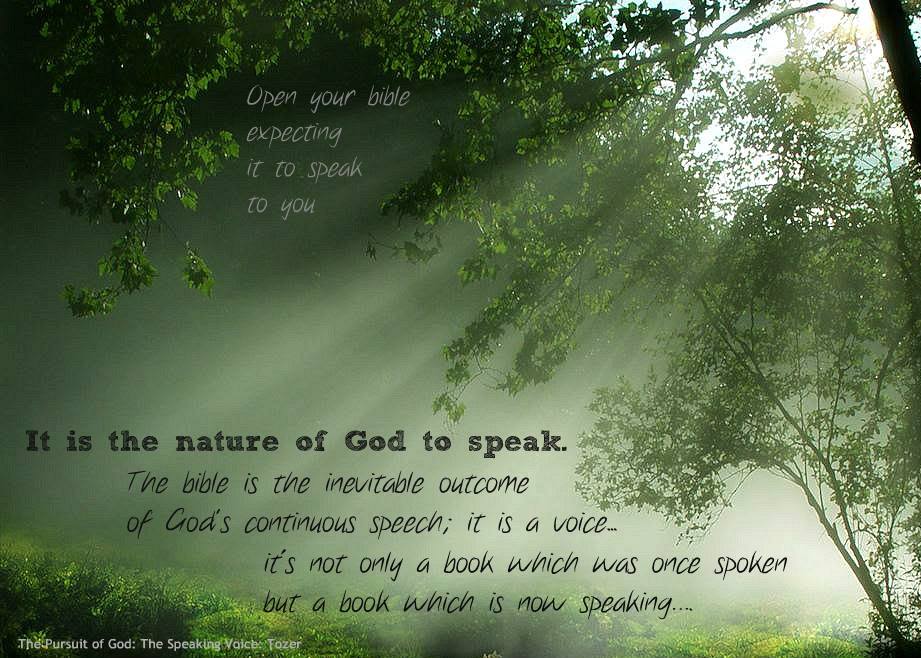 Open your bible
expecting
it to speak
to you
It is the nature of God to speak.
The bible is the inevitable outcome
of God's continuous speech; it is a voice...
it's not only a book which was once spoken
but a book which is now speaking....
The Pursuit of God: The Speaking Voice: Tozer